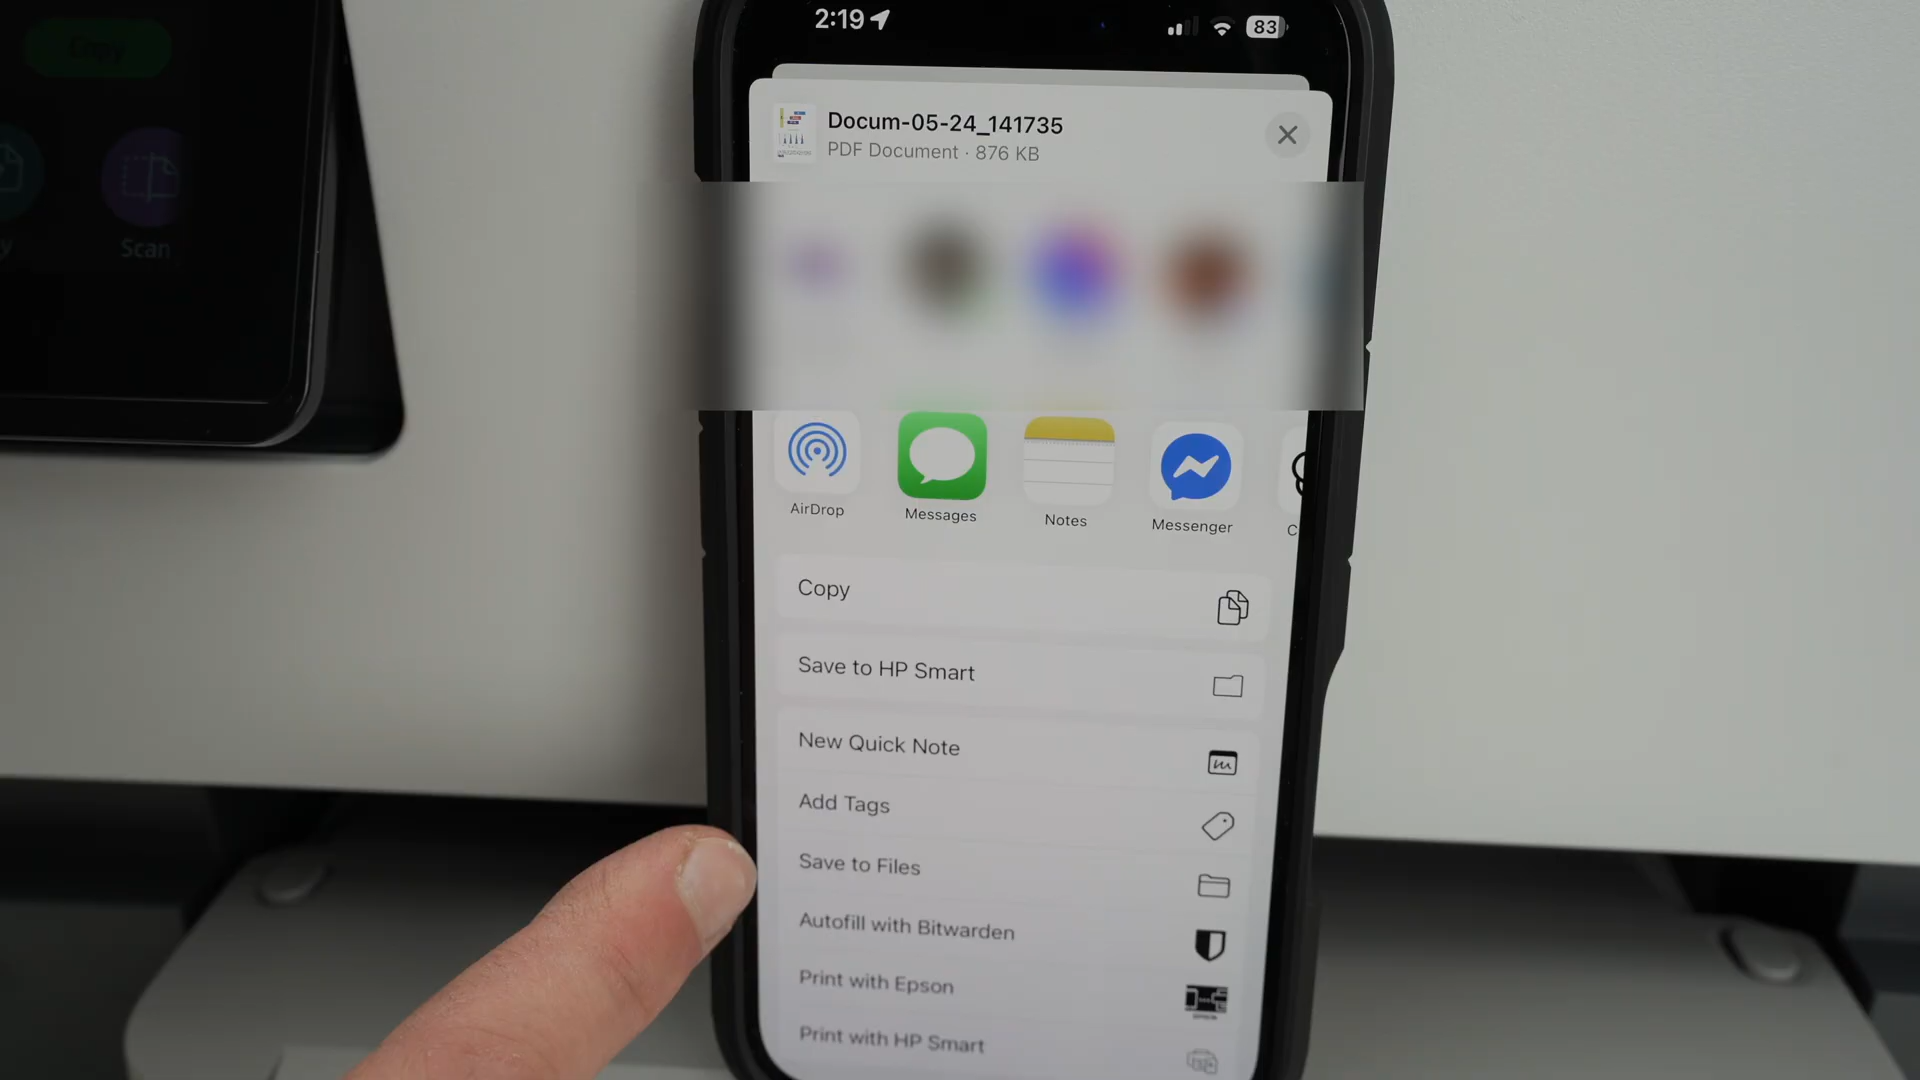 Copy
Scan
2:19
83
Docum-05-24_141735
PDF Document · 876 KB
AirDrop
Messages
Notes
Messenger
Copy
Save to HP Smart
New Quick Note
Add Tags
Save to Files
Autofill with Bitwarden
Print with Epson
Print with HP Smart